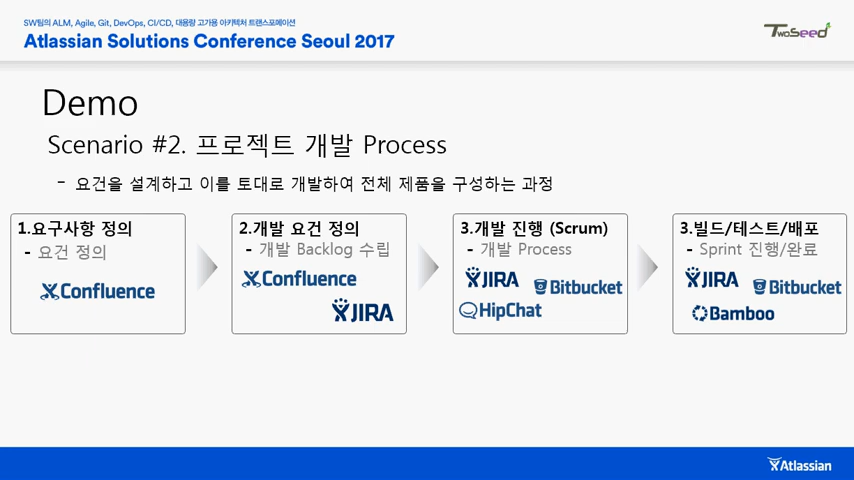 SW팀의 ALM, Agile, Git, DevOps, CI/CD, 대용량 고가용 아키텍처 트랜스포메이션
Atlassian Solutions Conference Seoul 2017
TwoSeed
Demo
Scenario #2. 프로젝트 개발 Process
- 요건을 설계하고 이를 토대로 개발하여 전체 제품을 구성하는 과정
1.요구사항 정의
- 요건 정의
Confluence
2.개발 요건 정의
- 개발 Backlog 수립
Confluence
JIRA
3.개발 진행 (Scrum)
- 개발 Process
JIRA
Bitbucket
HipChat
3.빌드/테스트/배포
- Sprint 진행/완료
JIRA
Bitbucket
Bamboo
Atlassian